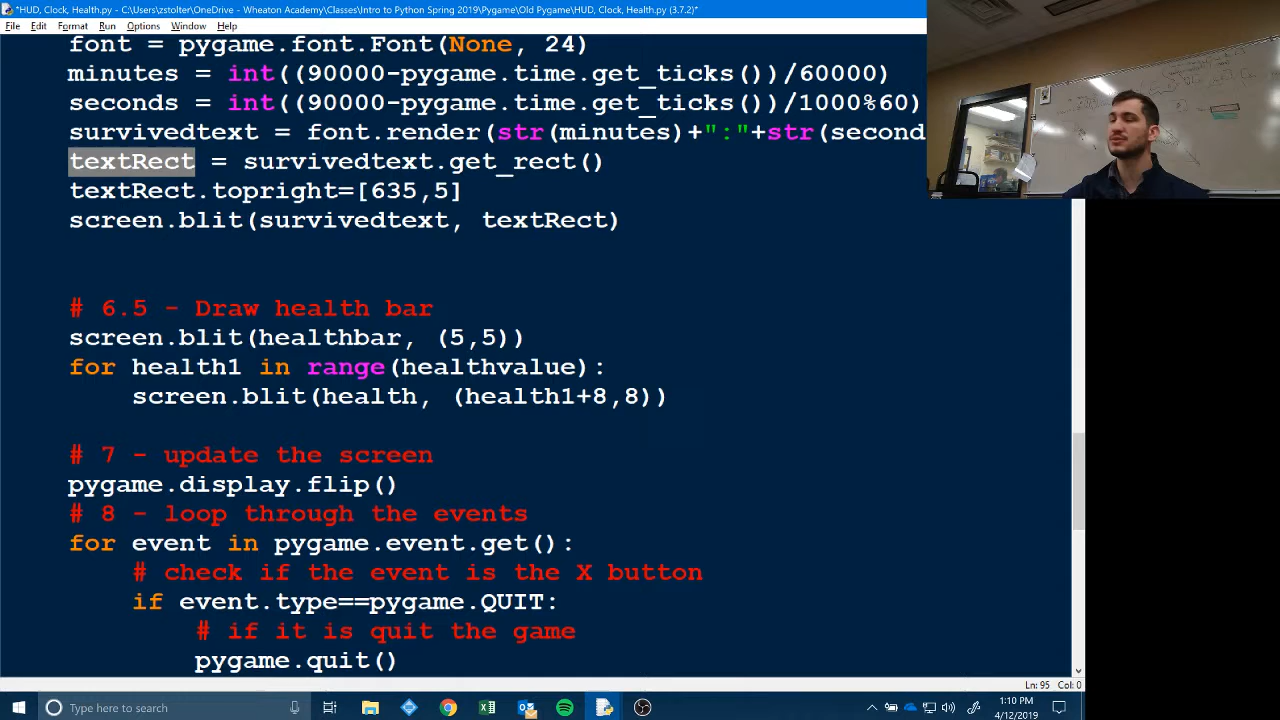 *HUD, Clock, Health.py - C:\Users\zstolter\OneDrive - Wheaton Academy\Classes\Intro to Python Spring 2019\Pygame\Old Pygame\HUD, Clock, Health.py (3.7.2)*
File Edit Format Run Options Window Help
font = pygame.font.Font(None, 24)
minutes = int((90000-pygame.time.get_ticks())/60000)
seconds = int((90000-pygame.time.get_ticks())/1000%60)
survivedtext = font.render(str(minutes)+":"+str(second
textRect = survivedtext.get_rect()
textRect.topright=[635,5]
screen.blit(survivedtext, textRect)
# 6.5 - Draw health bar
screen.blit(healthbar, (5,5))
for health1 in range(healthvalue):
screen.blit(health, (health1+8,8))
# 7 - update the screen
pygame.display.flip()
# 8 - loop through the events
for event in pygame.event.get():
# check if the event is the X button
if event.type==pygame.QUIT:
# if it is quit the game
pygame.quit()
Ln: 95 Col: 0
Type here to search
1:10 PM
4/12/2019